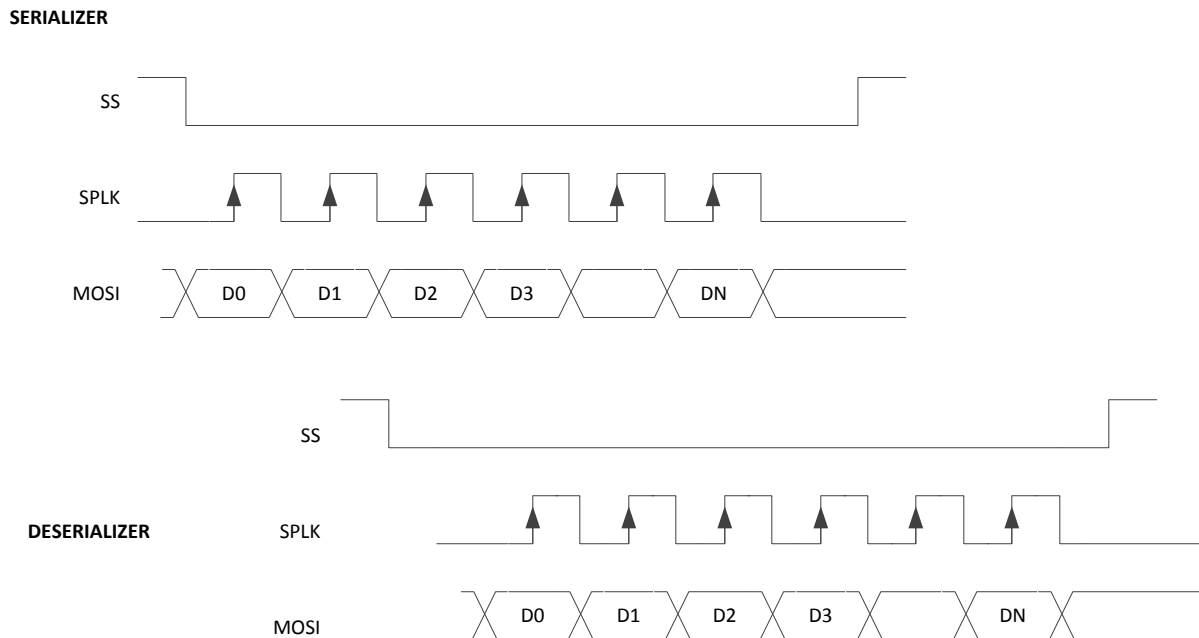 SERIALIZER
SS
SPLK
MOSI D0 D1 D2 D3 DN
SS
DESERIALIZER SPLK
MOSI D0 D1 D2 D3 DN